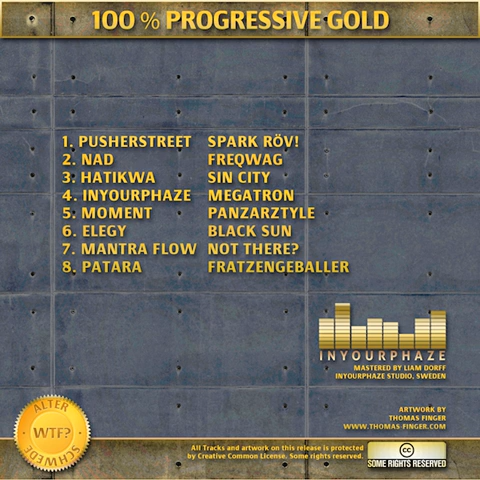 100 % PROGRESSIVE GOLD
1. PUSHERSTREET SPARK RÖV!
2. NAD FREQWAG
3. HATIKWA SIN CITY
4. INYOURPHAZE MEGATRON
5. MOMENT PANZARZTYLE
6. ELEGY BLACK SUN
7. MANTRA FLOW NOT THERE?
8. PATARA FRATZENGEBALLER
INYOURPHAZE
MASTERED BY LIAM DORFF
INYOURPHAZE STUDIO, SWEDEN
ARTWORK BY
THOMAS FINGER
WWW.THOMAS-FINGER.COM
ALTER
WTF?
SCHWEDE
All Tracks and artwork on this release is protected
by Creative Common License. Some rights reserved.
cc
SOME RIGHTS RESERVED